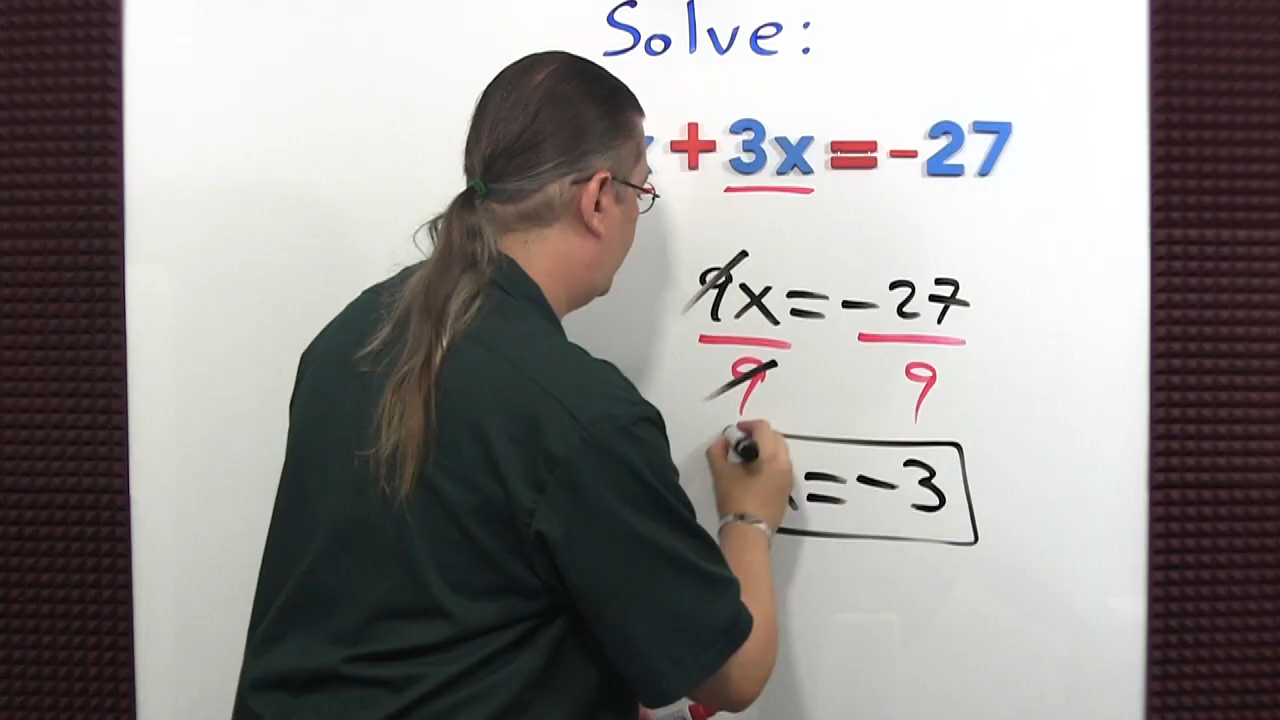 Solve:
x + 3x = -27
9x = -27
9 9
x = -3